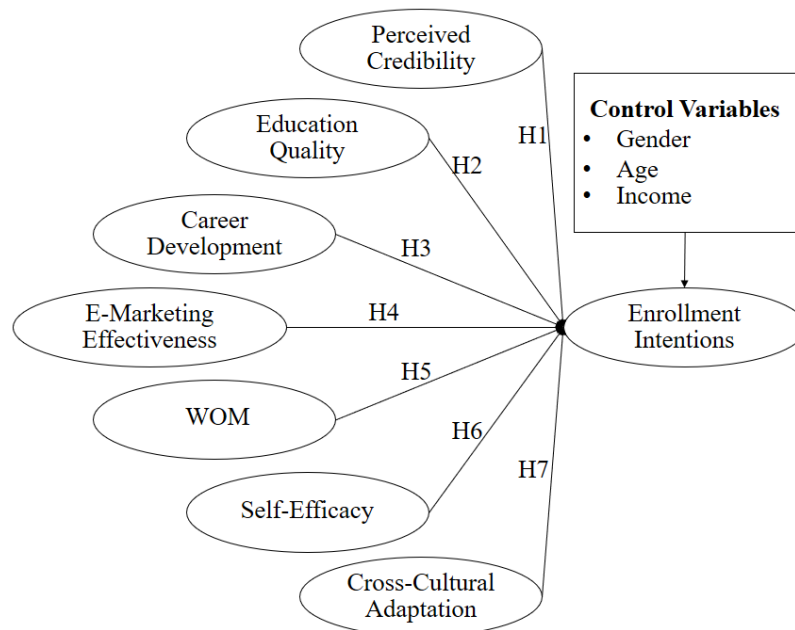 Perceived
Credibility
Control Variables
• Gender
• Age
• Income
Education
Quality
H1
H2
Career
Development
H3
E-Marketing
Effectiveness
H4
Enrollment
Intentions
H5
WOM
H6
H7
Self-Efficacy
Cross-Cultural
Adaptation